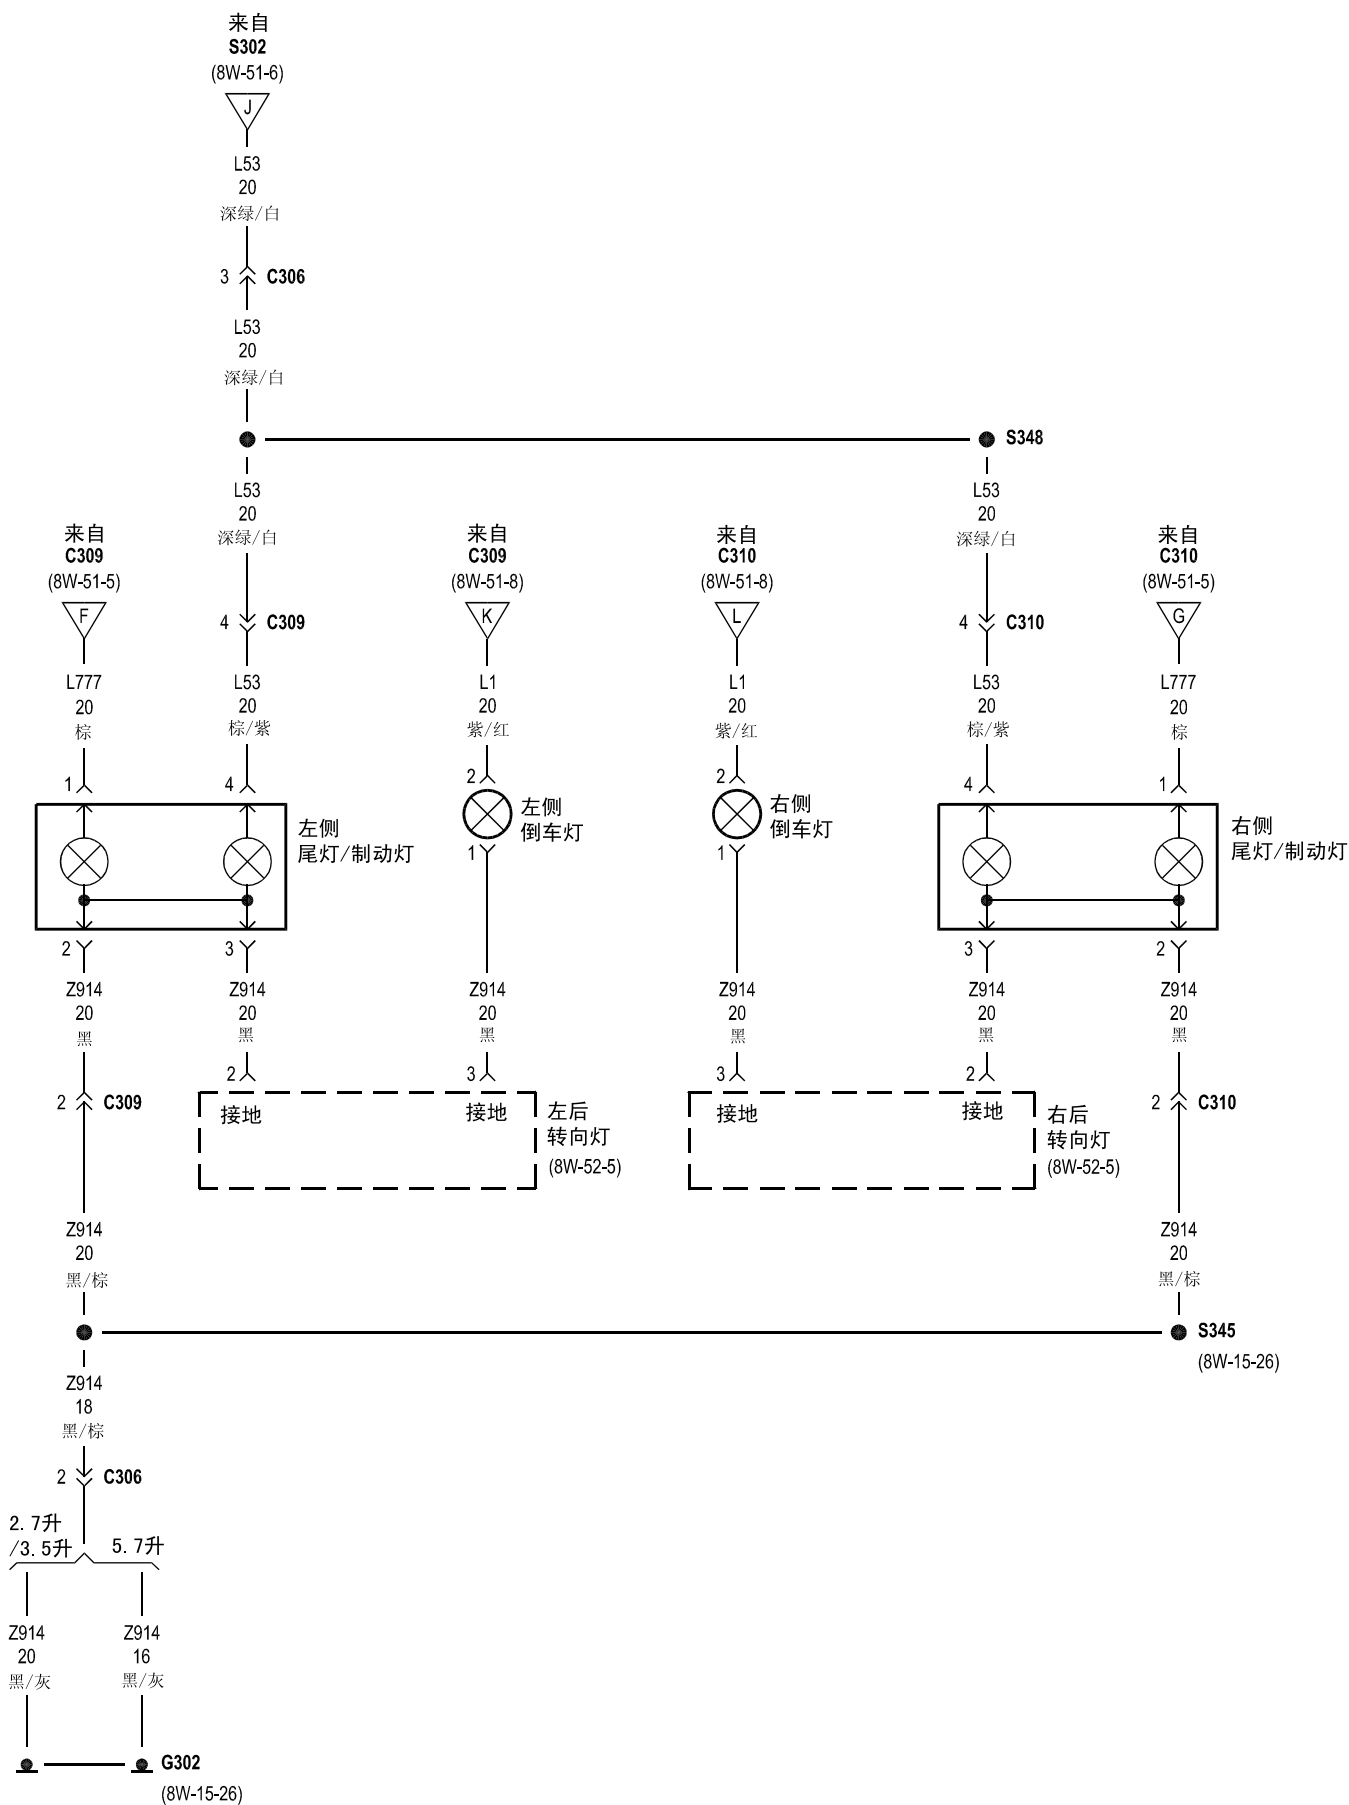 来自
S302
(8W-51-6)
J
L53
20
深绿/白
3 C306
L53
20
深绿/白
S348
L53
20
深绿/白
L53
20
深绿/白
来自
C309
(8W-51-5)
F
来自
C309
(8W-51-8)
K
来自
C310
(8W-51-8)
L
来自
C310
(8W-51-5)
G
4 C309
4 C310
L777
20
棕
L53
20
棕/紫
L1
20
紫/红
L1
20
紫/红
L53
20
棕/紫
L777
20
棕
1
4
2
2
4
1
左侧
尾灯/制动灯
左侧
倒车灯
右侧
倒车灯
右侧
尾灯/制动灯
1
1
2
3
3
2
Z914
20
黑
Z914
20
黑
Z914
20
黑
Z914
20
黑
Z914
20
黑
Z914
20
黑
2 C309
2
3
3
2
2 C310
接地
接地
左后
转向灯
(8W-52-5)
接地
接地
右后
转向灯
(8W-52-5)
Z914
20
黑/棕
Z914
20
黑/棕
S345
(8W-15-26)
Z914
18
黑/棕
2 C306
2.7升
/3.5升
5.7升
Z914
20
黑/灰
Z914
16
黑/灰
G302
(8W-15-26)